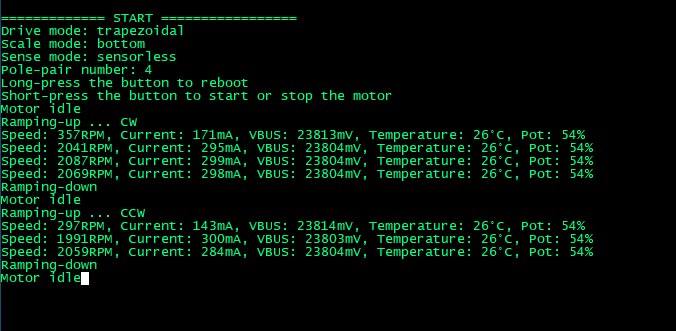 ============= START =================
Drive mode: trapezoidal
Scale mode: bottom
Sense mode: sensorless
Pole-pair number: 4
Long-press the button to reboot
Short-press the button to start or stop the motor
Motor idle
Ramping-up ... CW
Speed: 357RPM, Current: 171mA, VBUS: 23813mV, Temperature: 26°C, Pot: 54%
Speed: 2041RPM, Current: 295mA, VBUS: 23804mV, Temperature: 26°C, Pot: 54%
Speed: 2087RPM, Current: 299mA, VBUS: 23804mV, Temperature: 26°C, Pot: 54%
Speed: 2069RPM, Current: 298mA, VBUS: 23804mV, Temperature: 26°C, Pot: 54%
Ramping-down
Motor idle
Ramping-up ... CCW
Speed: 297RPM, Current: 143mA, VBUS: 23814mV, Temperature: 26°C, Pot: 54%
Speed: 1991RPM, Current: 300mA, VBUS: 23803mV, Temperature: 26°C, Pot: 54%
Speed: 2059RPM, Current: 284mA, VBUS: 23804mV, Temperature: 26°C, Pot: 54%
Ramping-down
Motor idle